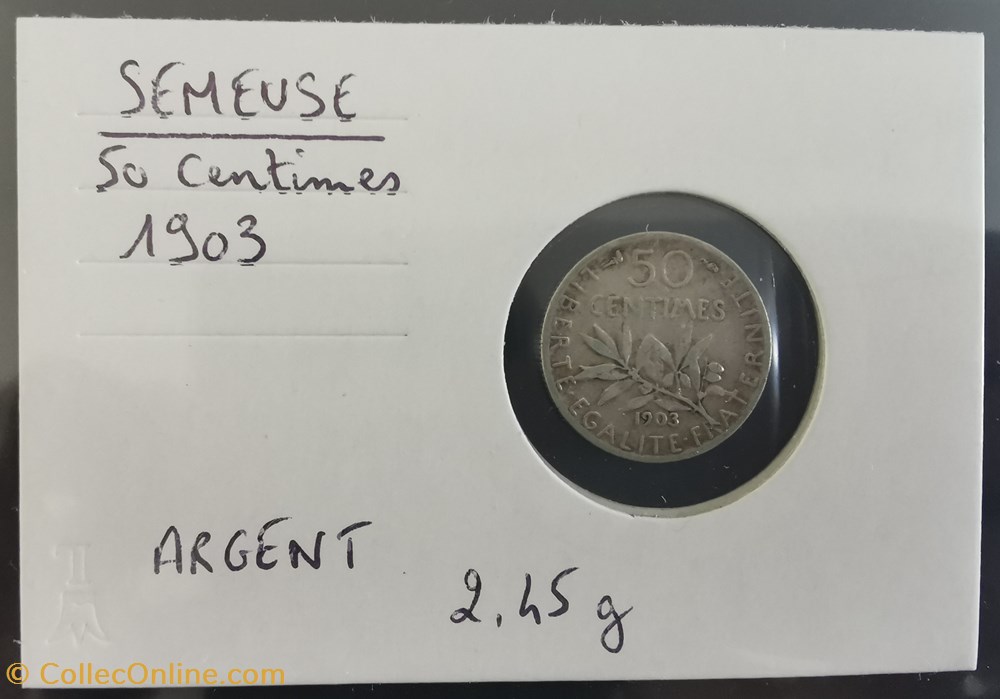 SEMEUSE
50 Centimes
1903
50
CENTIMES
LIBERTE·EGALITE·FRATERNITE
1903
ARGENT
2,45 g
© CollecOnline.com